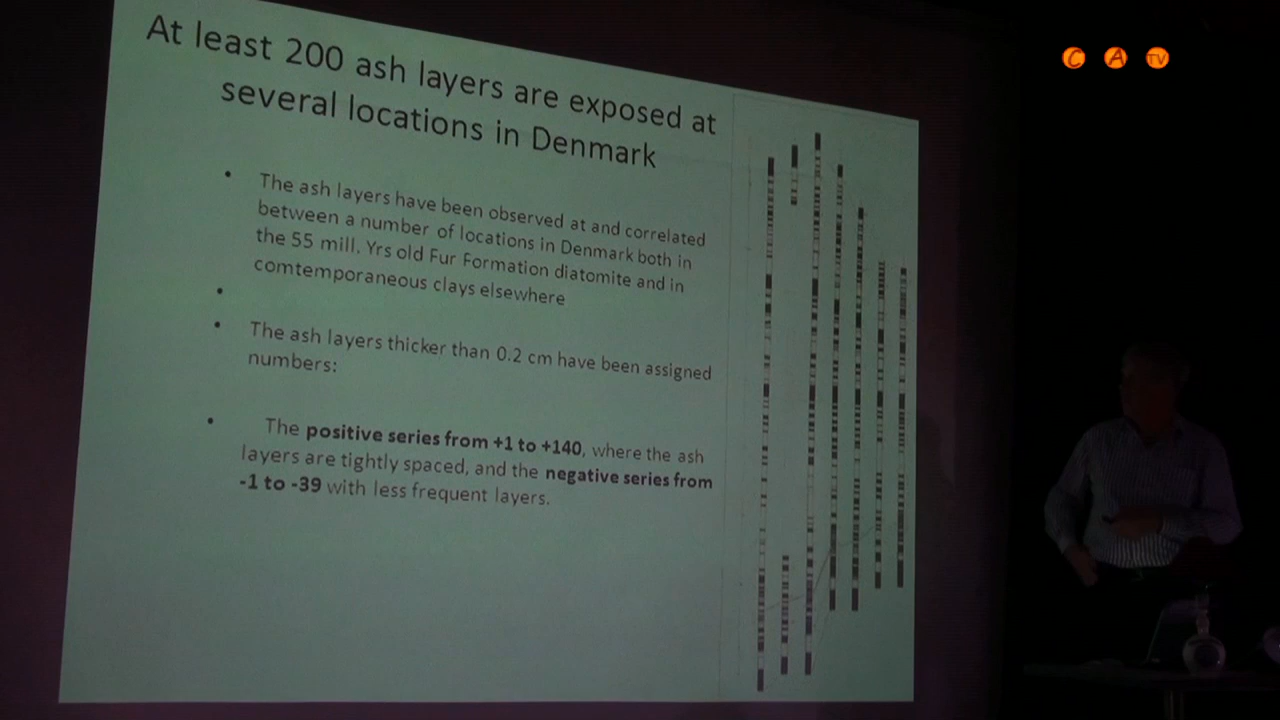 At least 200 ash layers are exposed at
several locations in Denmark
C A TV
• The ash layers have been observed at and correlated
between a number of locations in Denmark both in
the 55 mill. Yrs old Fur Formation diatomite and in
comtemporaneous clays elsewhere
•
• The ash layers thicker than 0.2 cm have been assigned
numbers:
• The positive series from +1 to +140, where the ash
layers are tightly spaced, and the negative series from
-1 to -39 with less frequent layers.